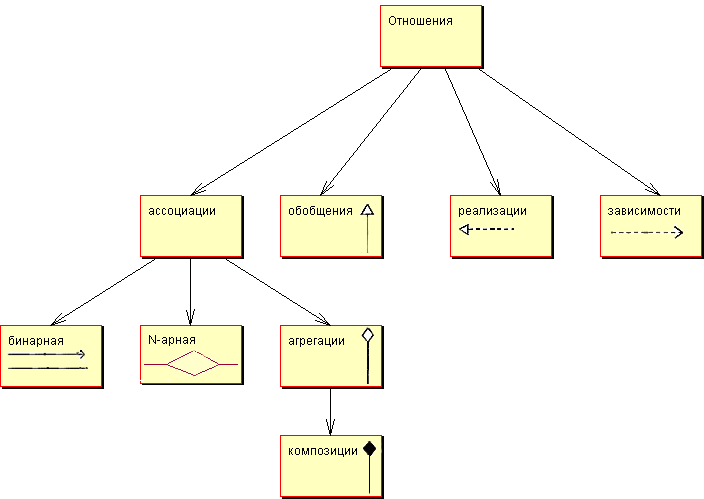 Отношения
ассоциации
обобщения
реализации
зависимости
бинарная
N-арная
агрегации
композиции